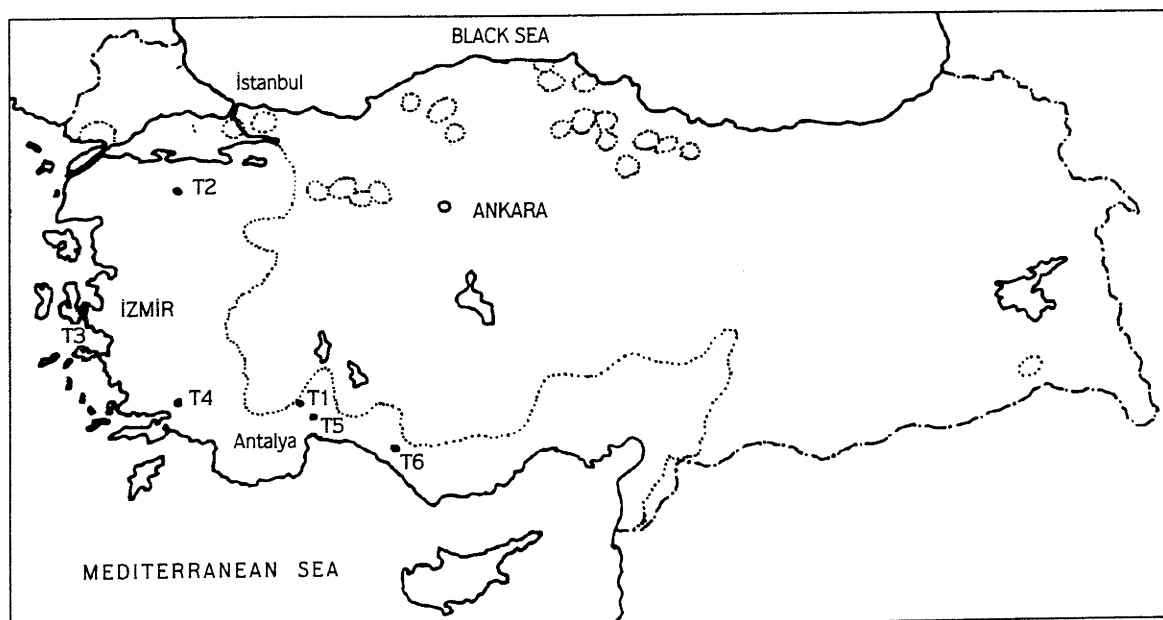 BLACK SEA
İstanbul
T2
ANKARA
İZMİR
T3
T4
T1
T5
Antalya
T6
MEDITERRANEAN SEA